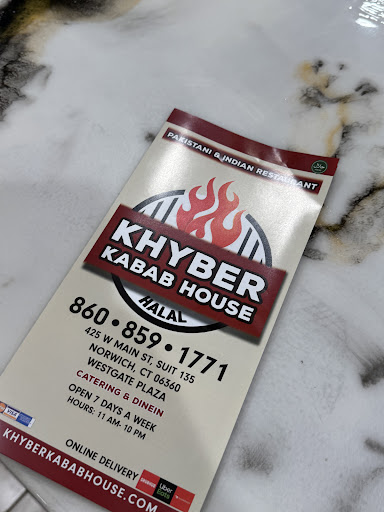 PAKISTANI & INDIAN RESTAURANT
KHYBER
KABAB HOUSE
HALAL
860•859•1771
425 W MAIN ST, SUIT 135
NORWICH, CT 06360
WESTGATE PLAZA
CATERING & DINEIN
OPEN 7 DAYS A WEEK
HOURS: 11 AM- 10 PM
VISA
ONLINE DELIVERY
Uber
Eats
KHYBERKABABHOUSE.COM